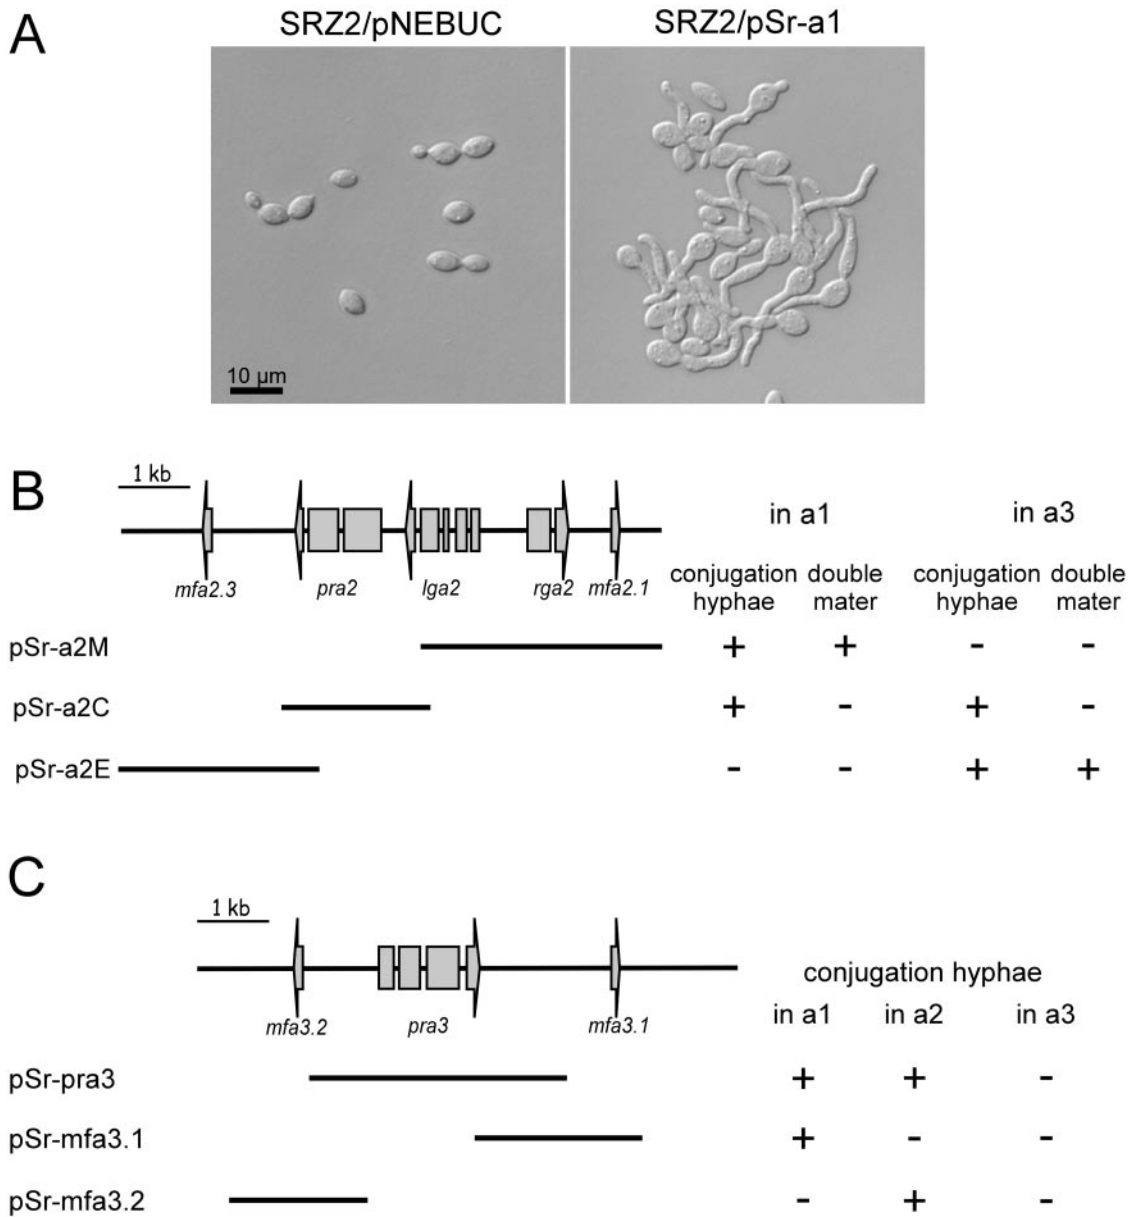 A
SRZ2/pNEBUC SRZ2/pSr-a1
10 µm
B
1 kb
in a1 in a3
mfa2.3 pra2 lga2 rga2 mfa2.1
conjugation double conjugation double
hyphae mater hyphae mater
pSr-a2M + + - -
pSr-a2C + - + -
pSr-a2E - - + +
C
1 kb
conjugation hyphae
mfa3.2 pra3 mfa3.1
in a1 in a2 in a3
pSr-pra3 + + -
pSr-mfa3.1 + - -
pSr-mfa3.2 - + -